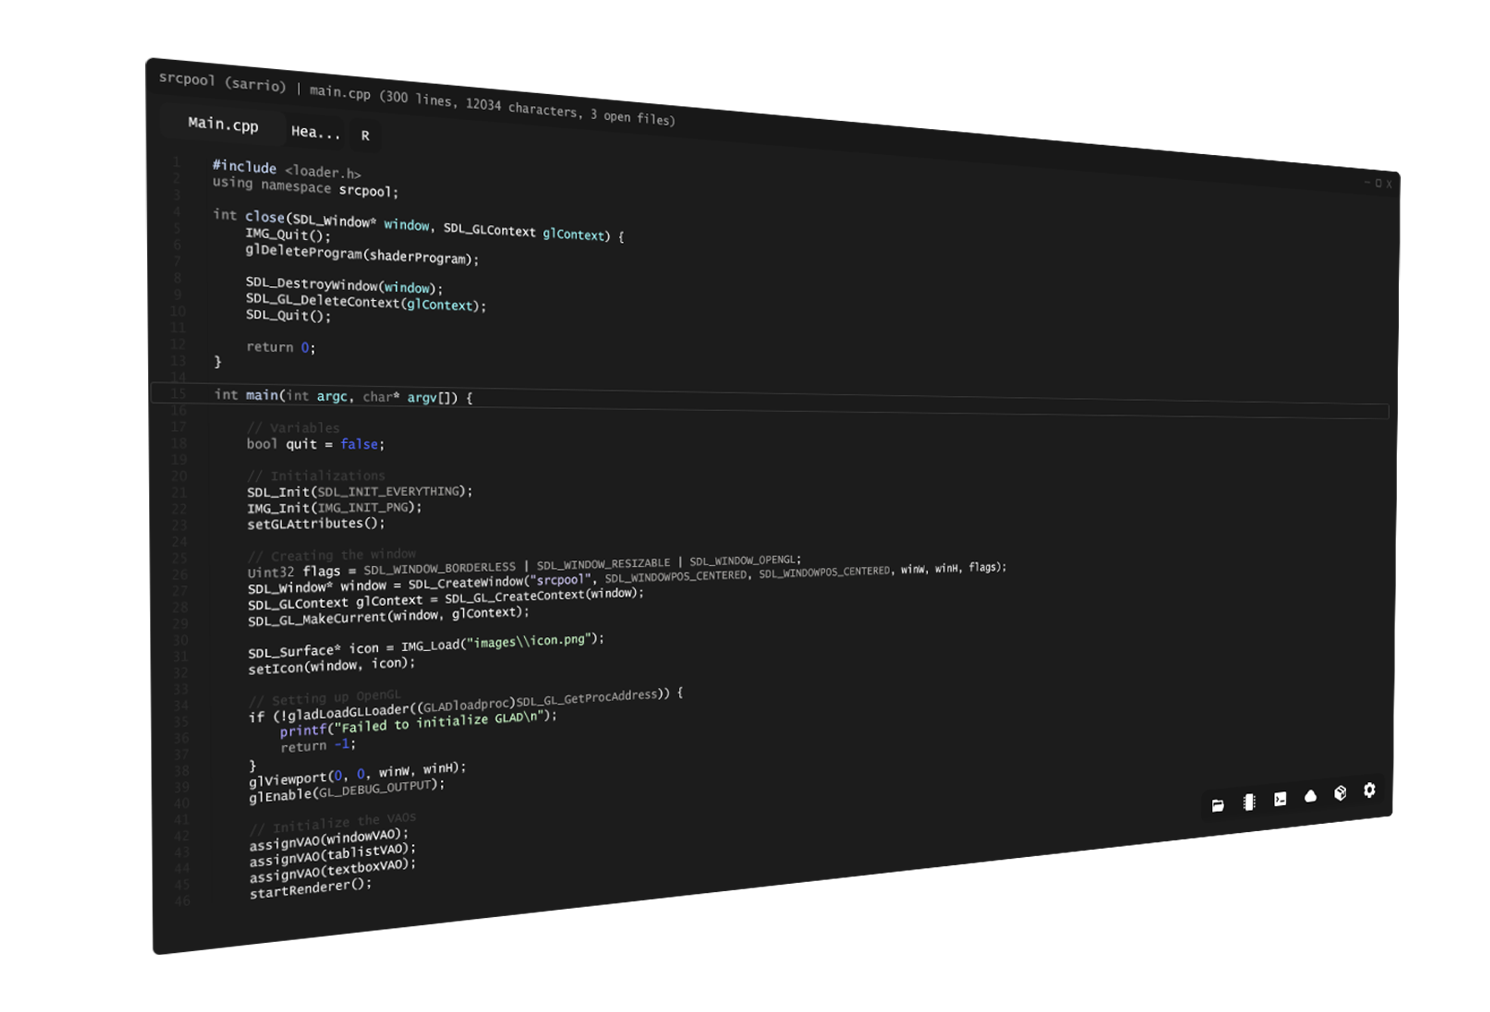 srcpool (sarrio) | main.cpp (300 lines, 12034 characters, 3 open files)
- □ X
Main.cpp Hea... R
1 #include <loader.h>
2 using namespace srcpool;
3
4 int close(SDL_Window* window, SDL_GLContext glContext) {
5 IMG_Quit();
6 glDeleteProgram(shaderProgram);
7
8 SDL_DestroyWindow(window);
9 SDL_GL_DeleteContext(glContext);
10 SDL_Quit();
11
12 return 0;
13 }
14
15 int main(int argc, char* argv[]) {
16
17 // Variables
18 bool quit = false;
19
20 // Initializations
21 SDL_Init(SDL_INIT_EVERYTHING);
22 IMG_Init(IMG_INIT_PNG);
23 setGLAttributes();
24
25 // Creating the window
26 Uint32 flags = SDL_WINDOW_BORDERLESS | SDL_WINDOW_RESIZABLE | SDL_WINDOW_OPENGL;
27 SDL_Window* window = SDL_CreateWindow("srcpool", SDL_WINDOWPOS_CENTERED, SDL_WINDOWPOS_CENTERED, winW, winH, flags);
28 SDL_GLContext glContext = SDL_GL_CreateContext(window);
29 SDL_GL_MakeCurrent(window, glContext);
30
31 SDL_Surface* icon = IMG_Load("images\\icon.png");
32 setIcon(window, icon);
33
34 // Setting up OpenGL
35 if (!gladLoadGLLoader((GLADloadproc)SDL_GL_GetProcAddress)) {
36 printf("Failed to initialize GLAD\n");
37 return -1;
38 }
39 glViewport(0, 0, winW, winH);
40 glEnable(GL_DEBUG_OUTPUT);
41
42 // Initialize the VAOs
43 assignVAO(windowVAO);
44 assignVAO(tablistVAO);
45 assignVAO(textboxVAO);
46 startRenderer();